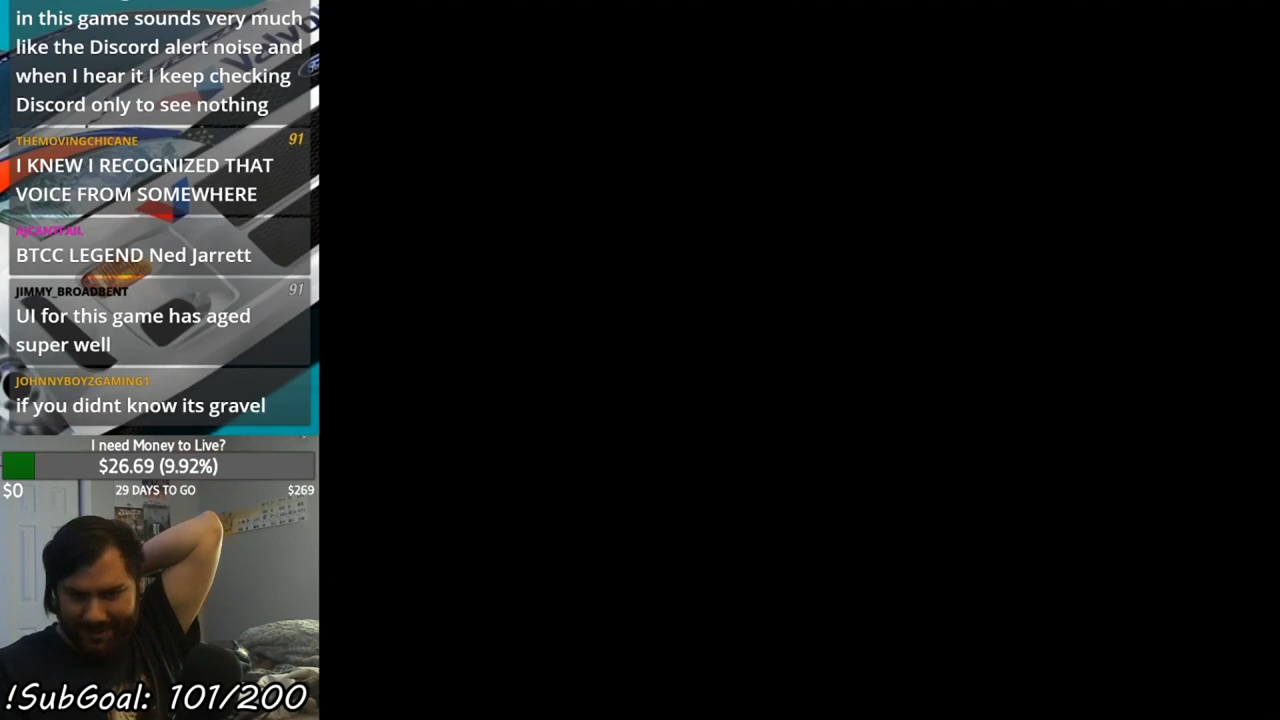 in this game sounds very much
like the Discord alert noise and
when I hear it I keep checking
Discord only to see nothing
THEMOVINGCHICANE 91
I KNEW I RECOGNIZED THAT
VOICE FROM SOMEWHERE
AJCANTFAIL
BTCC LEGEND Ned Jarrett
JIMMY_BROADBENT 91
UI for this game has aged
super well
JOHNNYBOYZGAMING1
if you didnt know its gravel
I need Money to Live?
$26.69 (9.92%)
$0 29 DAYS TO GO $269
!SubGoal: 101/200